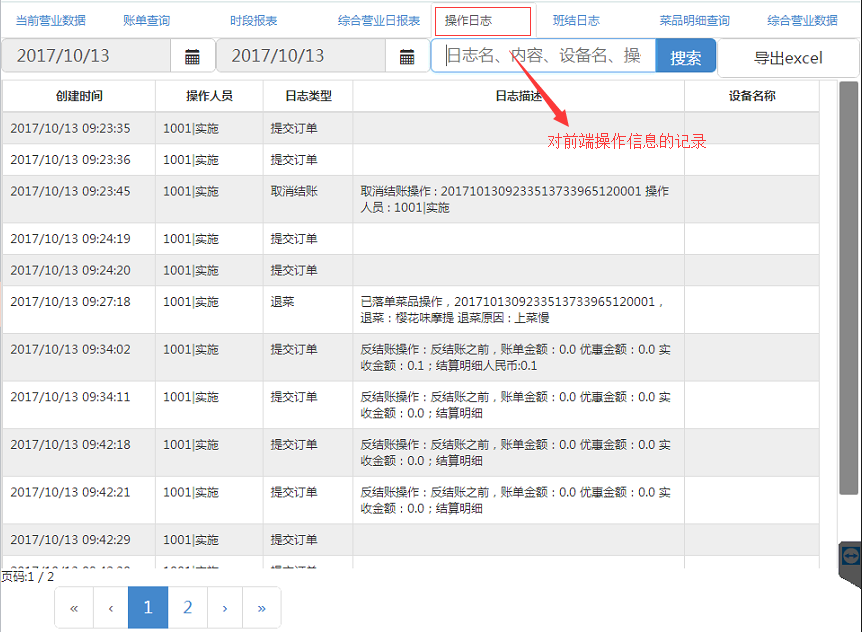 当前营业数据 账单查询 时段报表 综合营业日报表 操作日志 班结日志 菜品明细查询 综合营业数据
2017/10/13 2017/10/13 日志名、内容、设备名、操 搜索 导出excel
创建时间 操作人员 日志类型 日志描述 设备名称
2017/10/13 09:23:35 1001|实施 提交订单
对前端操作信息的记录
2017/10/13 09:23:36 1001|实施 提交订单
2017/10/13 09:23:45 1001|实施 取消结账 取消结账操作：2017101309233513733965120001 操作
人员：1001|实施
2017/10/13 09:24:19 1001|实施 提交订单
2017/10/13 09:24:20 1001|实施 提交订单
2017/10/13 09:27:18 1001|实施 退菜 已落单菜品操作，2017101309233513733965120001，
退菜：樱花味摩提 退菜原因：上菜慢
2017/10/13 09:34:02 1001|实施 提交订单 反结账操作：反结账之前，账单金额：0.0 优惠金额：0.0 实
收金额：0.1；结算明细人民币:0.1
2017/10/13 09:34:11 1001|实施 提交订单 反结账操作：反结账之前，账单金额：0.0 优惠金额：0.0 实
收金额：0.0；结算明细
2017/10/13 09:42:18 1001|实施 提交订单 反结账操作：反结账之前，账单金额：0.0 优惠金额：0.0 实
收金额：0.0；结算明细
2017/10/13 09:42:21 1001|实施 提交订单 反结账操作：反结账之前，账单金额：0.0 优惠金额：0.0 实
收金额：0.0；结算明细
2017/10/13 09:42:29 1001|实施 提交订单
页码:1 / 2
« ‹ 1 2 › »